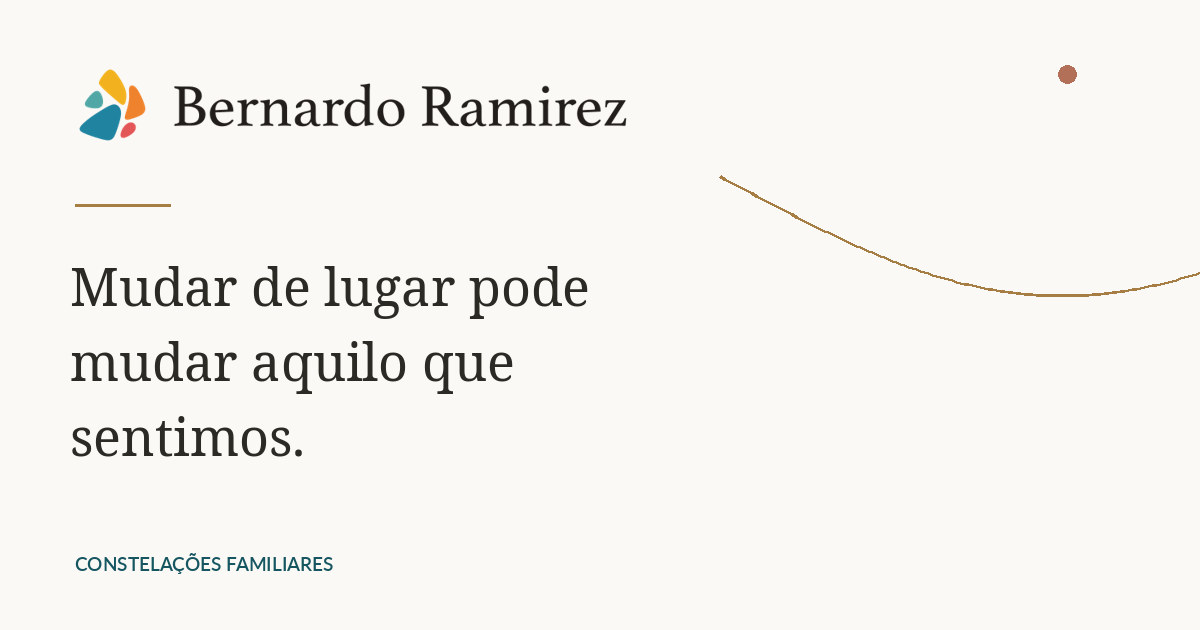 Bernardo Ramirez
Mudar de lugar pode
mudar aquilo que
sentimos.
CONSTELAÇÕES FAMILIARES